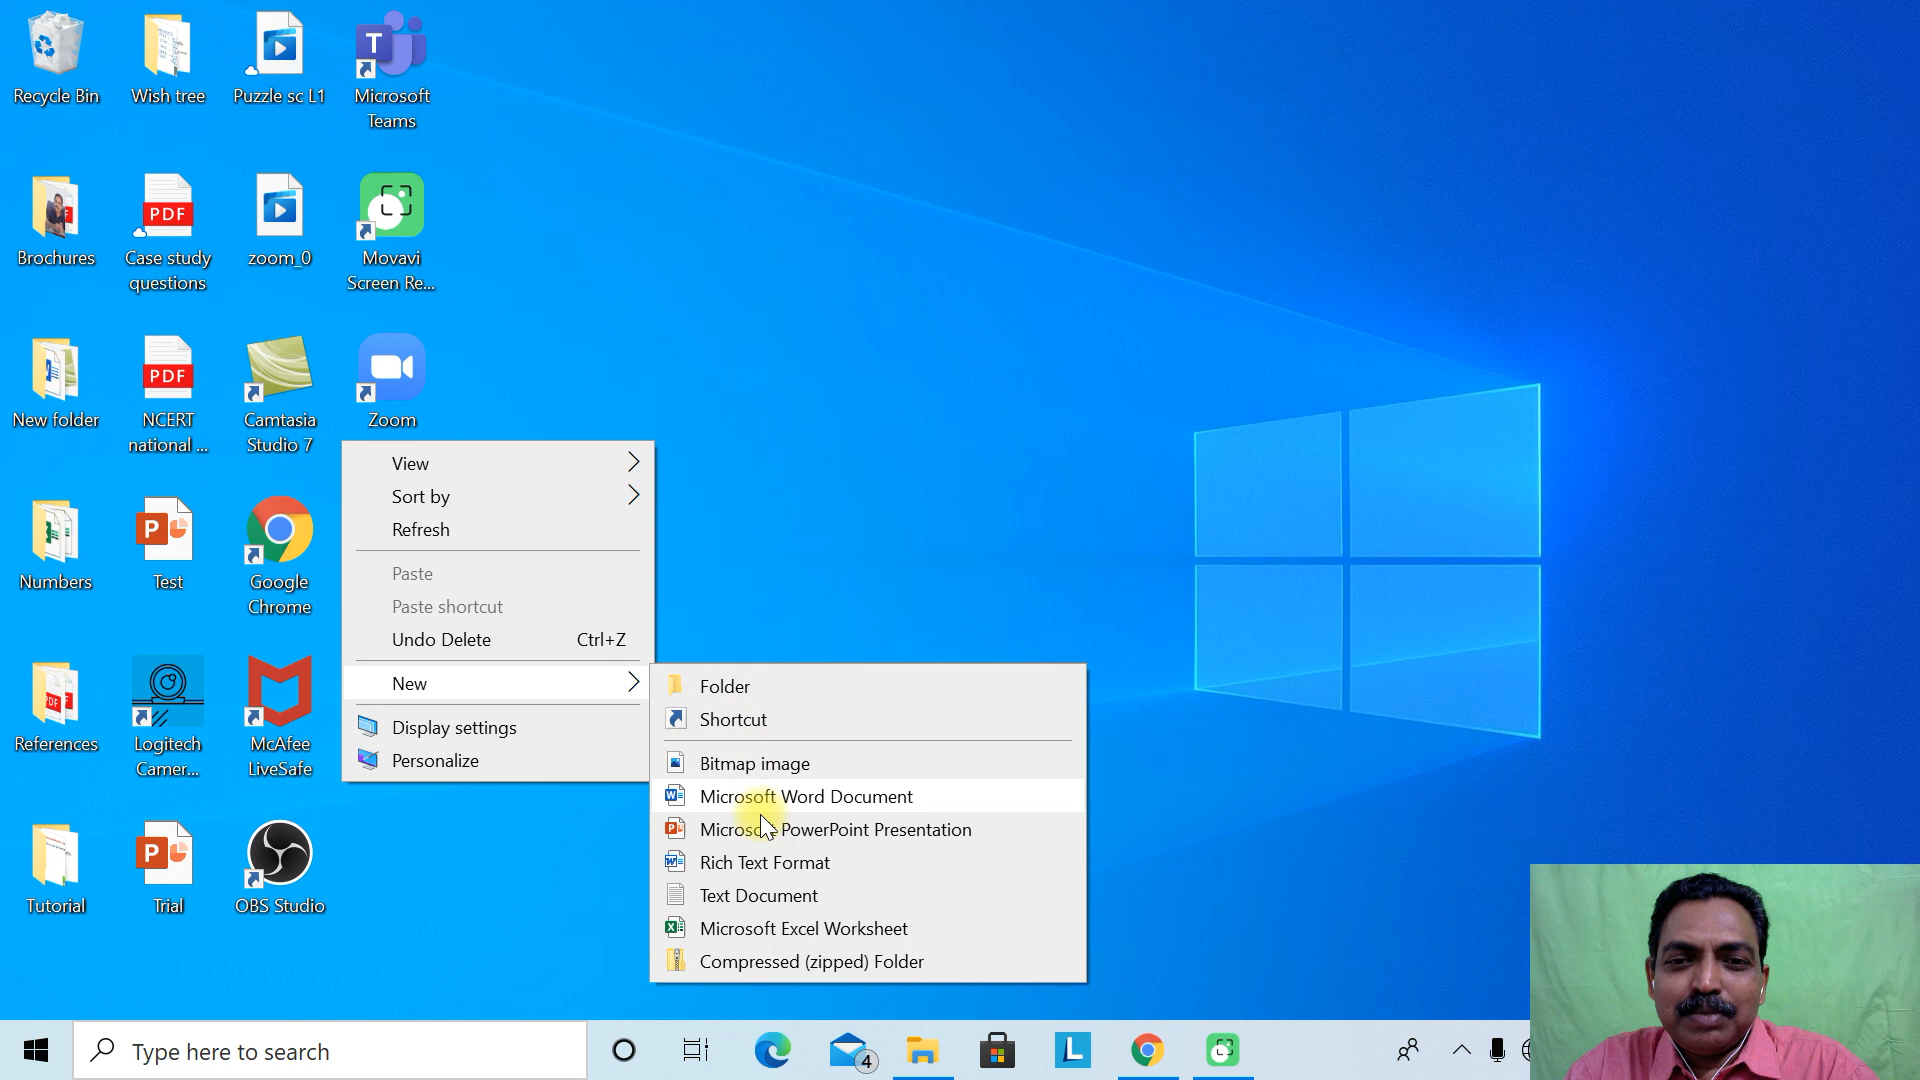 Recycle Bin
Wish tree
Puzzle sc L1
T
Microsoft
Teams
Brochures
PDF
Case study
questions
zoom_0
Movavi
Screen Re...
New folder
PDF
NCERT
national ...
Camtasia
Studio 7
Zoom
Numbers
P
Test
Google
Chrome
References
Logitech
Camer...
McAfee
LiveSafe
Tutorial
P
Trial
OBS Studio
View
Sort by
Refresh
Paste
Paste shortcut
Undo Delete Ctrl+Z
New
Display settings
Personalize
Folder
Shortcut
Bitmap image
Microsoft Word Document
Microsoft PowerPoint Presentation
Rich Text Format
Text Document
Microsoft Excel Worksheet
Compressed (zipped) Folder
Type here to search
4
L